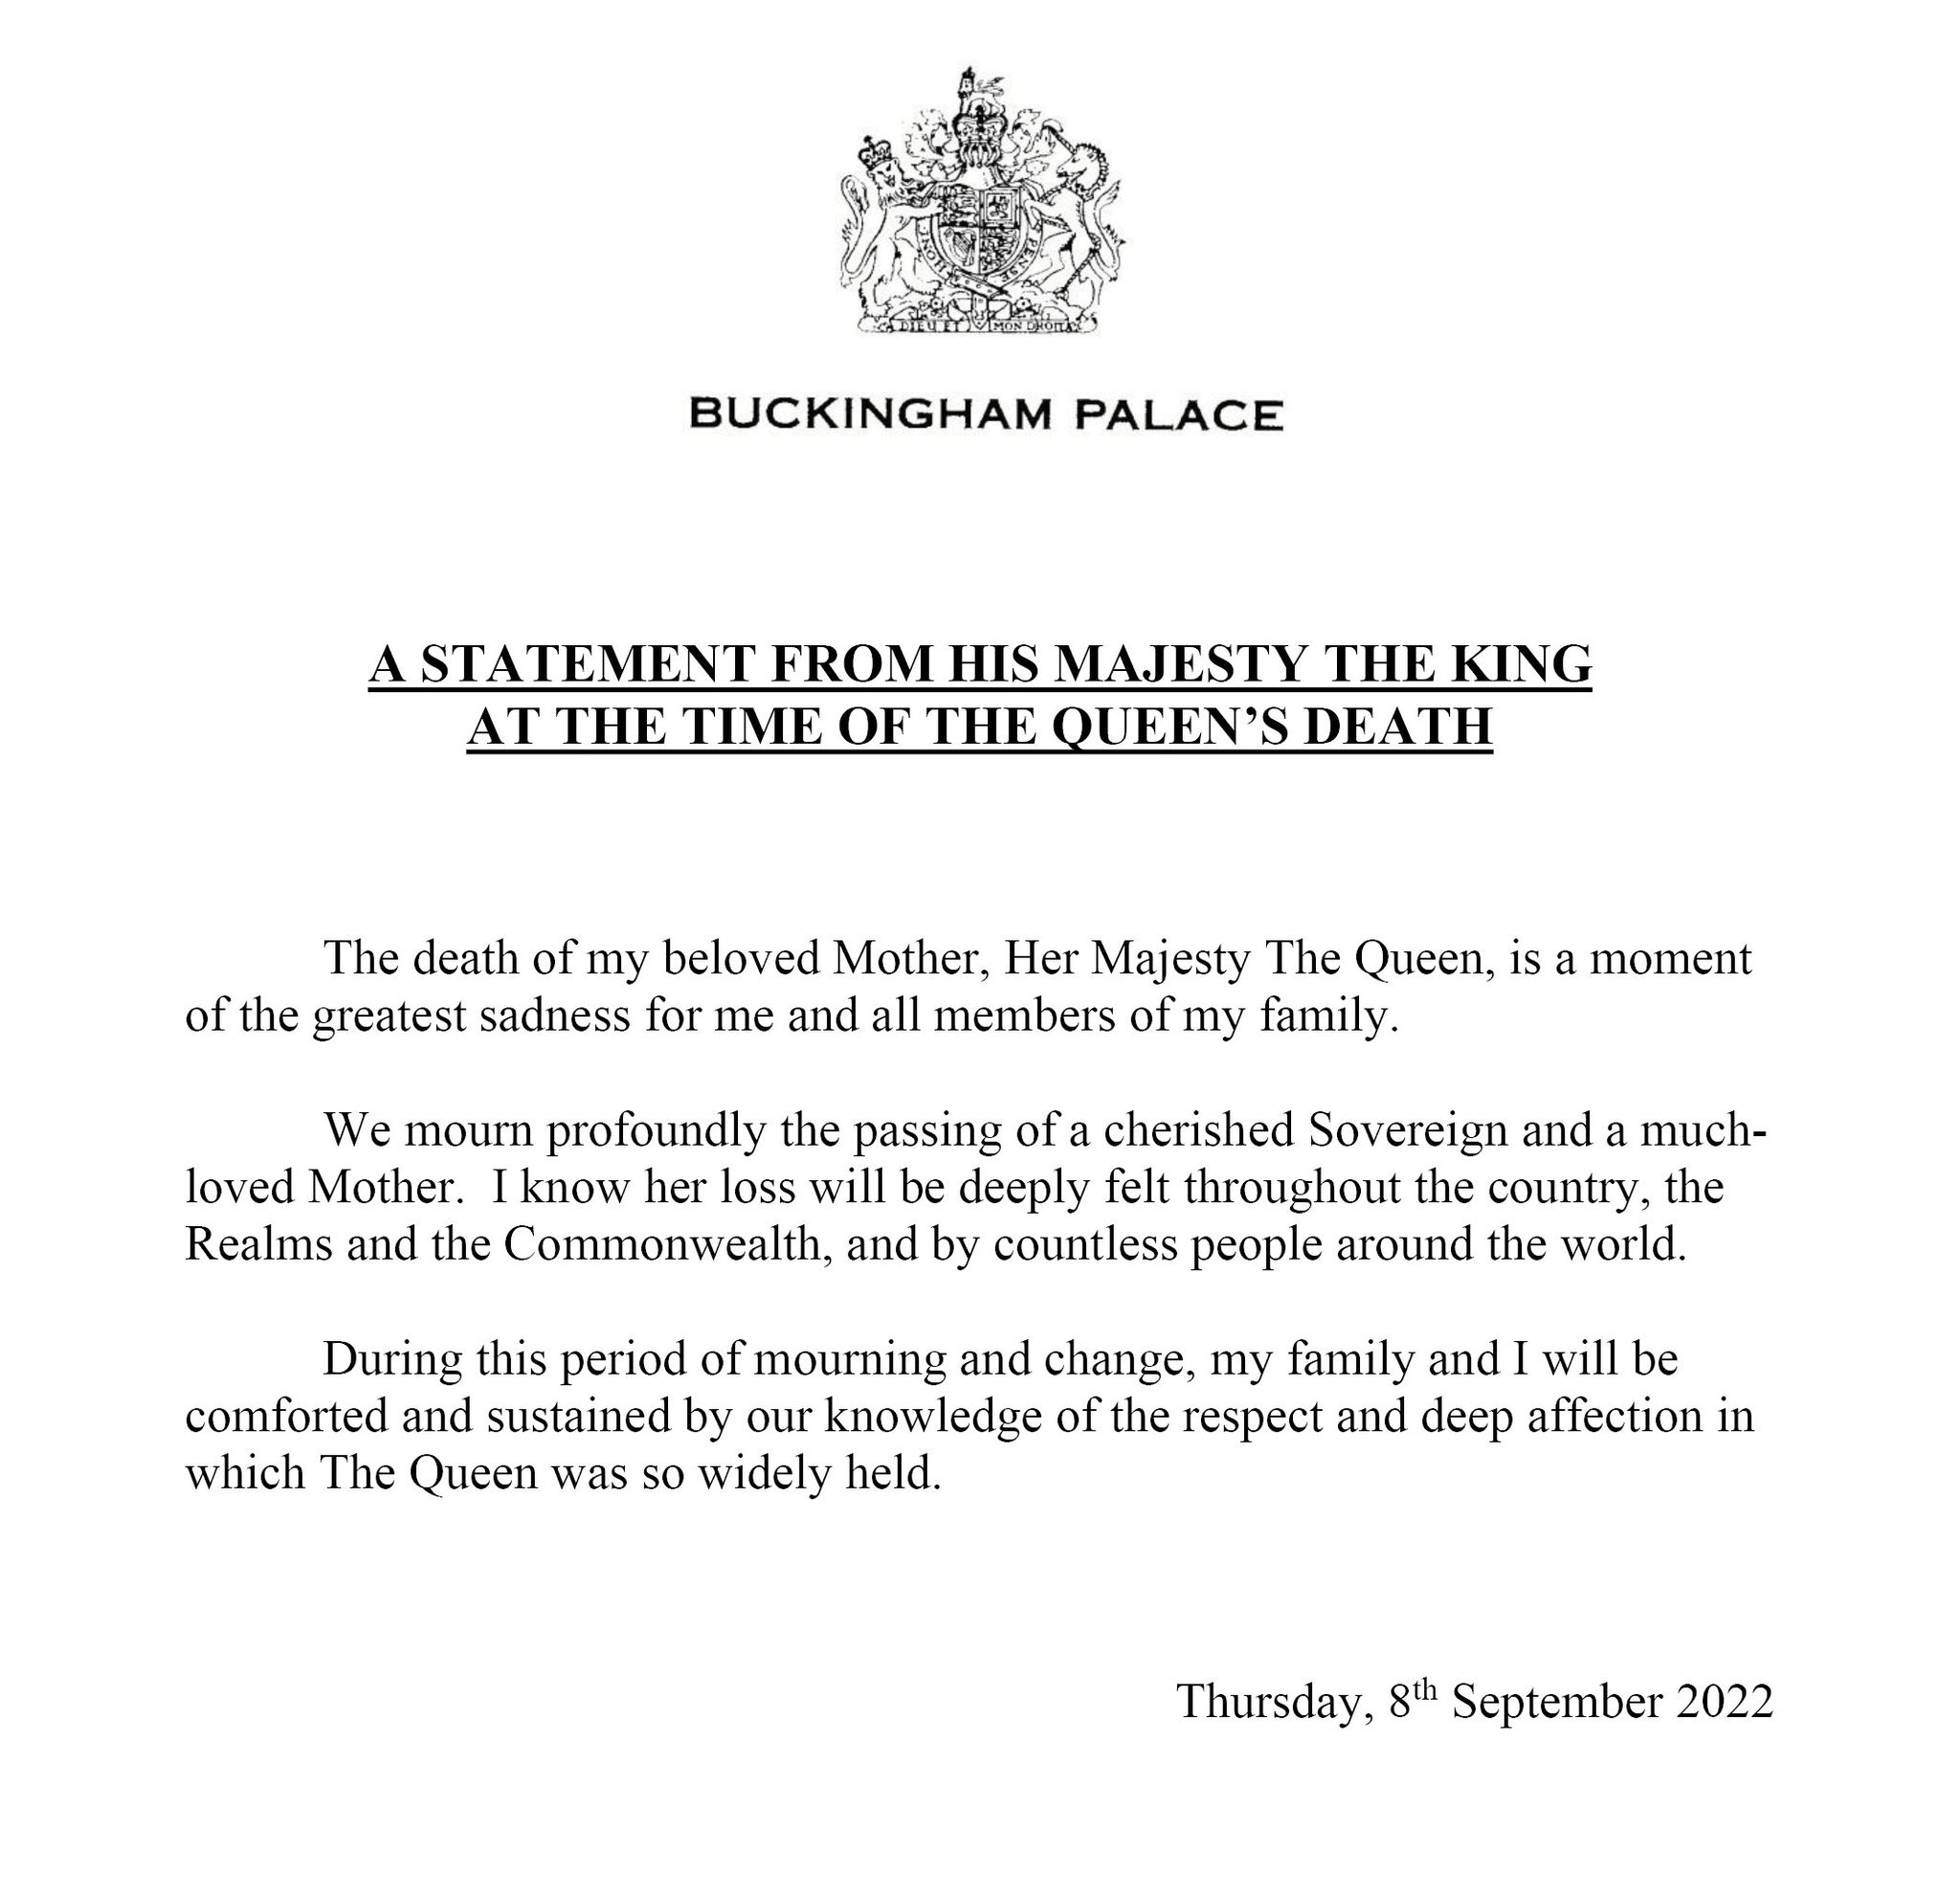 HONI
PENSE
DIEU ET MON DROIT
BUCKINGHAM PALACE
A STATEMENT FROM HIS MAJESTY THE KING
AT THE TIME OF THE QUEEN’S DEATH
The death of my beloved Mother, Her Majesty The Queen, is a moment
of the greatest sadness for me and all members of my family.
We mourn profoundly the passing of a cherished Sovereign and a much-
loved Mother.  I know her loss will be deeply felt throughout the country, the
Realms and the Commonwealth, and by countless people around the world.
During this period of mourning and change, my family and I will be
comforted and sustained by our knowledge of the respect and deep affection in
which The Queen was so widely held.
Thursday, 8th September 2022